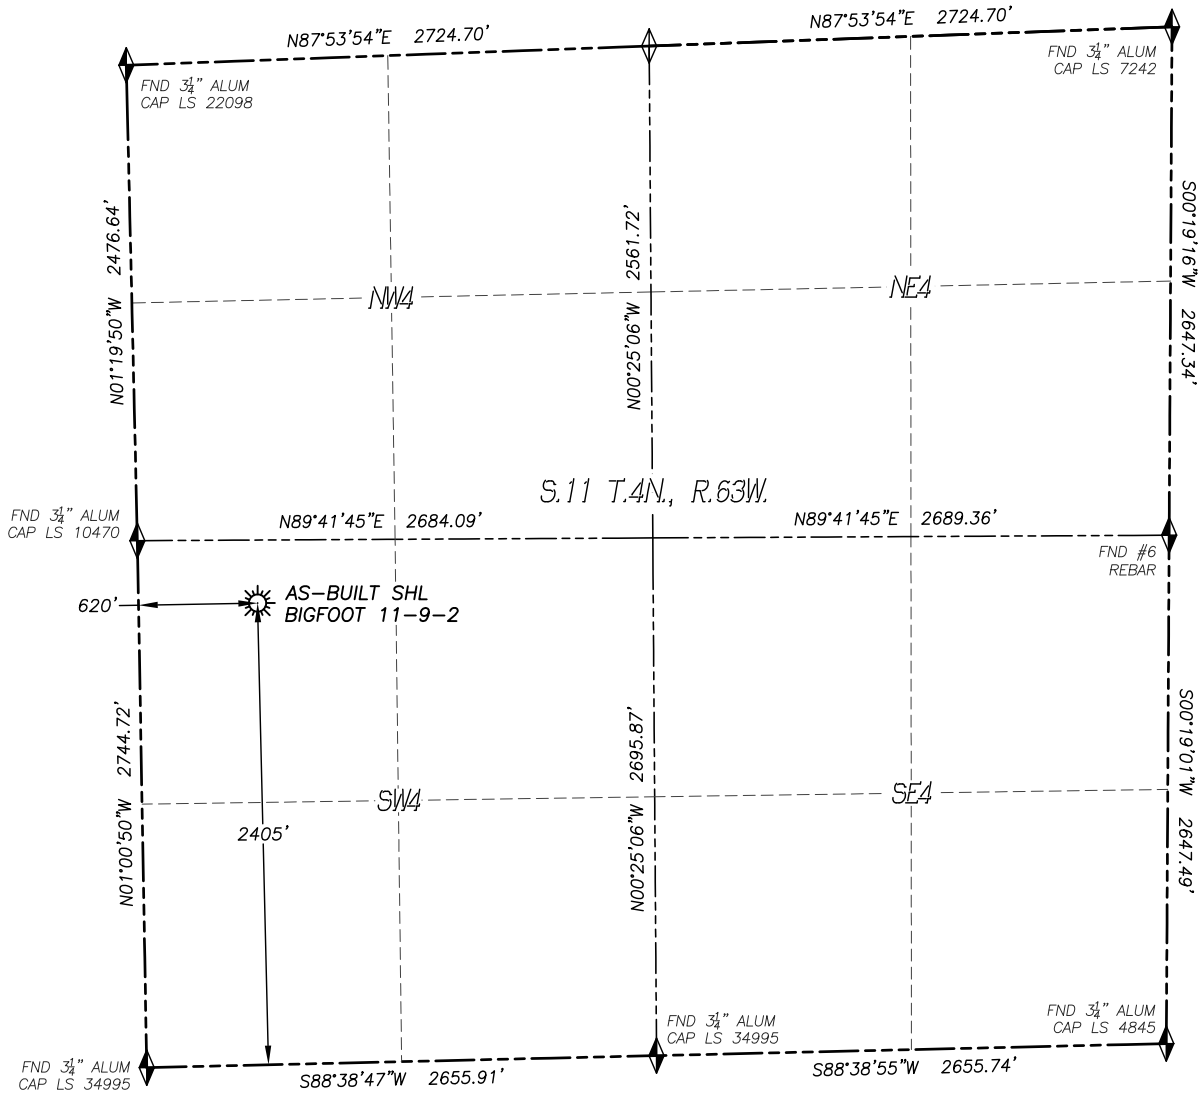 N87°53'54"E 2724.70'
N87°53'54"E 2724.70'
FND 3¼" ALUM
CAP LS 22098
FND 3¼" ALUM
CAP LS 7242
N01°19'50"W 2476.64'
N00°25'06"W 2561.72'
S00°19'16"W 2647.34'
NW4
NE4
S.11 T.4N., R.63W.
FND 3¼" ALUM
CAP LS 10470
N89°41'45"E 2684.09'
N89°41'45"E 2689.36'
FND #6
REBAR
620'
AS-BUILT SHL
BIGFOOT 11-9-2
N01°00'50"W 2744.72'
N00°25'06"W 2695.87'
S00°19'01"W 2647.49'
SW4
SE4
2405'
FND 3¼" ALUM
CAP LS 34995
FND 3¼" ALUM
CAP LS 34995
FND 3¼" ALUM
CAP LS 4845
S88°38'47"W 2655.91'
S88°38'55"W 2655.74'